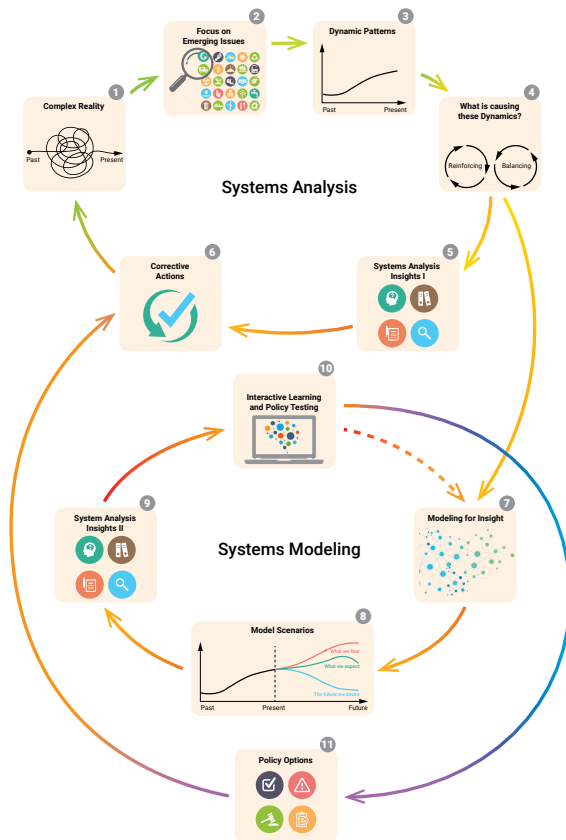 1
Complex Reality
Past
Present
2
Focus on
Emerging Issues
3
Dynamic Patterns
Past
Present
4
What is causing
these Dynamics?
Reinforcing
Balancing
Systems Analysis
5
Systems Analysis
Insights I
6
Corrective
Actions
10
Interactive Learning
and Policy Testing
7
Modeling for Insight
9
System Analysis
Insights II
Systems Modeling
8
Model Scenarios
What we fear
What we expect
The future we desire
Past
Present
Future
11
Policy Options